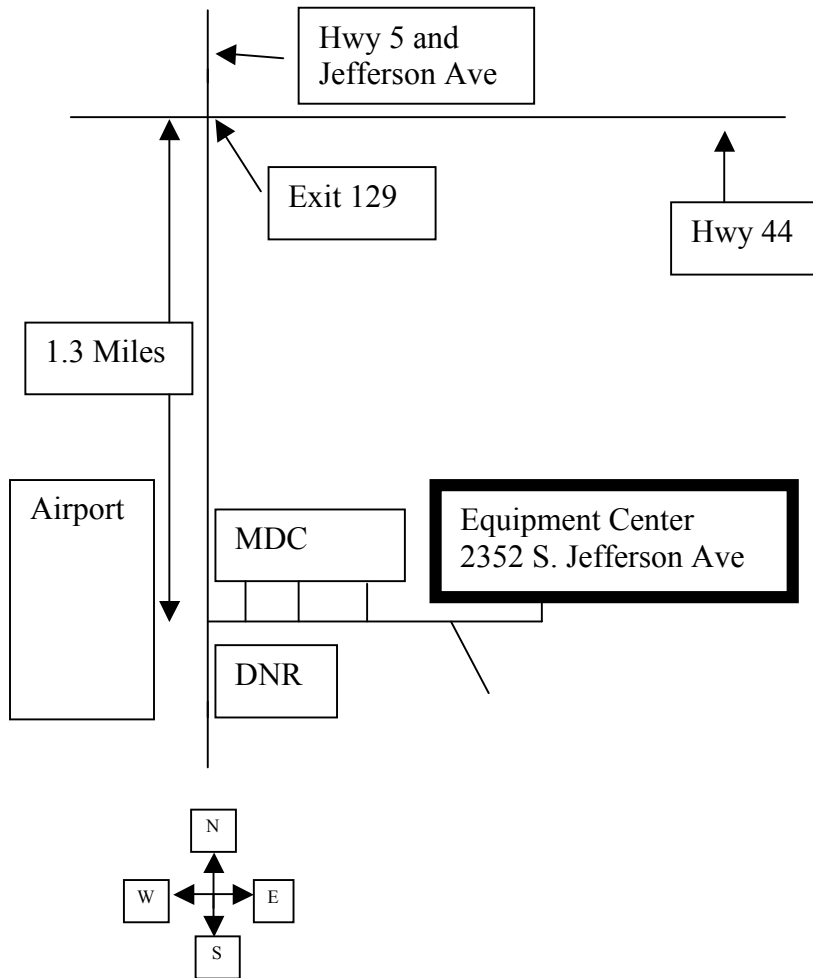 Hwy 5 and
Jefferson Ave
Exit 129
Hwy 44
1.3 Miles
Airport
MDC
Equipment Center
2352 S. Jefferson Ave
DNR
N
W
E
S